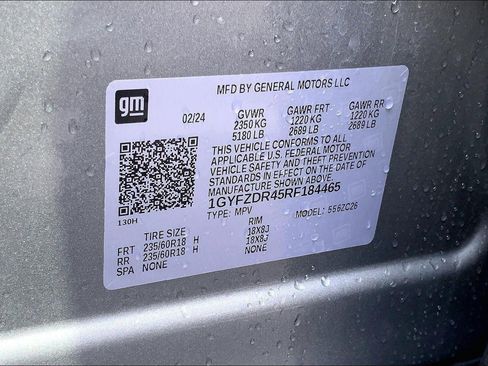 MFD BY GENERAL MOTORS LLC
gm
02/24 GVWR GAWR FRT GAWR RR
2350 KG 1220 KG 1220 KG
5180 LB 2689 LB 2689 LB
THIS VEHICLE CONFORMS TO ALL
APPLICABLE U.S. FEDERAL MOTOR
VEHICLE SAFETY AND THEFT PREVENTION
STANDARDS IN EFFECT ON THE DATE OF
MANUFACTURE SHOWN ABOVE.
1GYFZDR45RF184465
130H TYPE: MPV MODEL: 556ZC26
TIRE SIZE RIM
FRT 235/60R18 H 18X8J
RR 235/60R18 H 18X8J
SPA NONE NONE